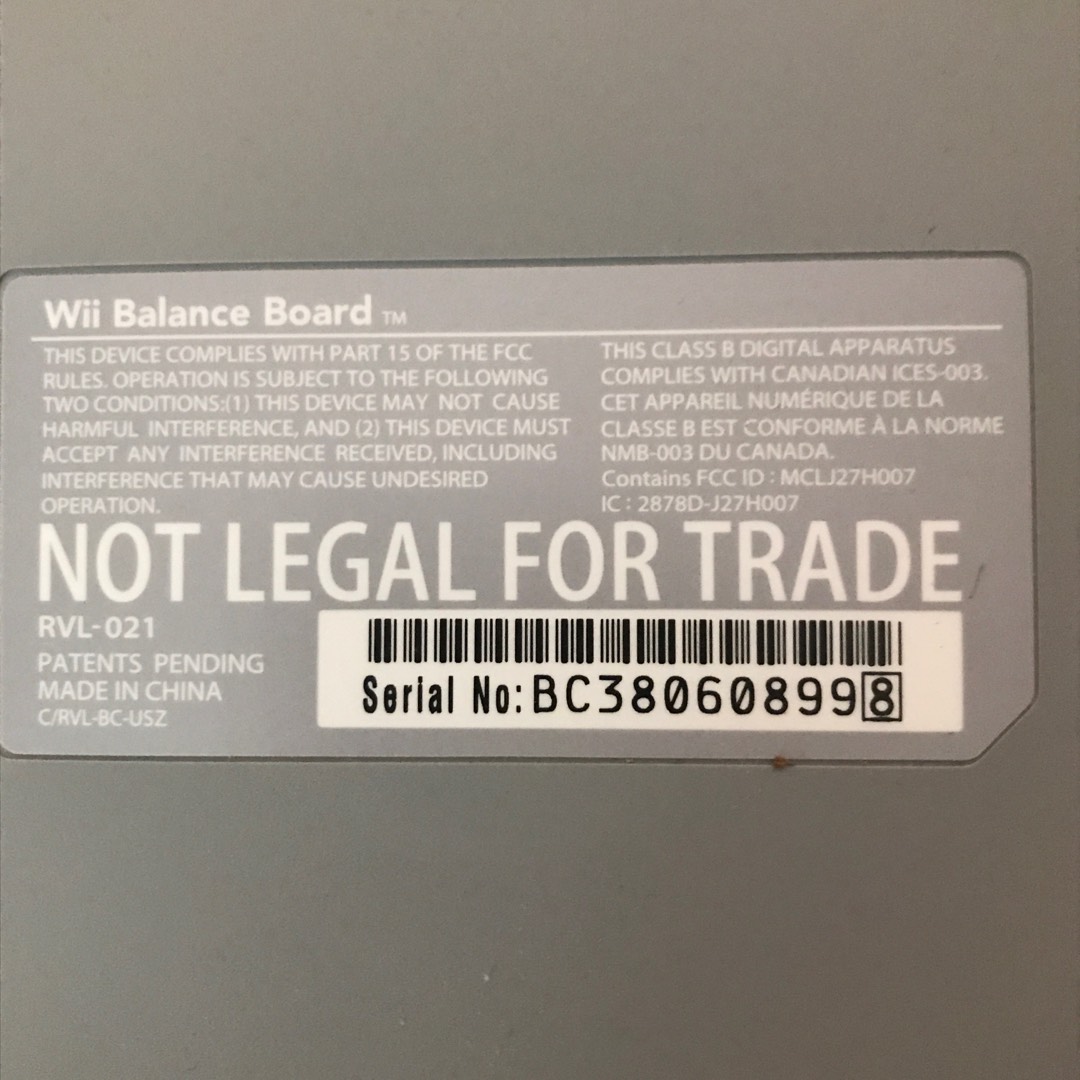 Wii Balance Board TM
THIS DEVICE COMPLIES WITH PART 15 OF THE FCC
RULES. OPERATION IS SUBJECT TO THE FOLLOWING
TWO CONDITIONS:(1) THIS DEVICE MAY NOT CAUSE
HARMFUL INTERFERENCE, AND (2) THIS DEVICE MUST
ACCEPT ANY INTERFERENCE RECEIVED, INCLUDING
INTERFERENCE THAT MAY CAUSE UNDESIRED
OPERATION.
THIS CLASS B DIGITAL APPARATUS
COMPLIES WITH CANADIAN ICES-003.
CET APPAREIL NUMÉRIQUE DE LA
CLASSE B EST CONFORME À LA NORME
NMB-003 DU CANADA.
Contains FCC ID : MCLJ27H007
IC : 2878D-J27H007
NOT LEGAL FOR TRADE
RVL-021
PATENTS PENDING
MADE IN CHINA
C/RVL-BC-USZ
Serial No:BC380608998